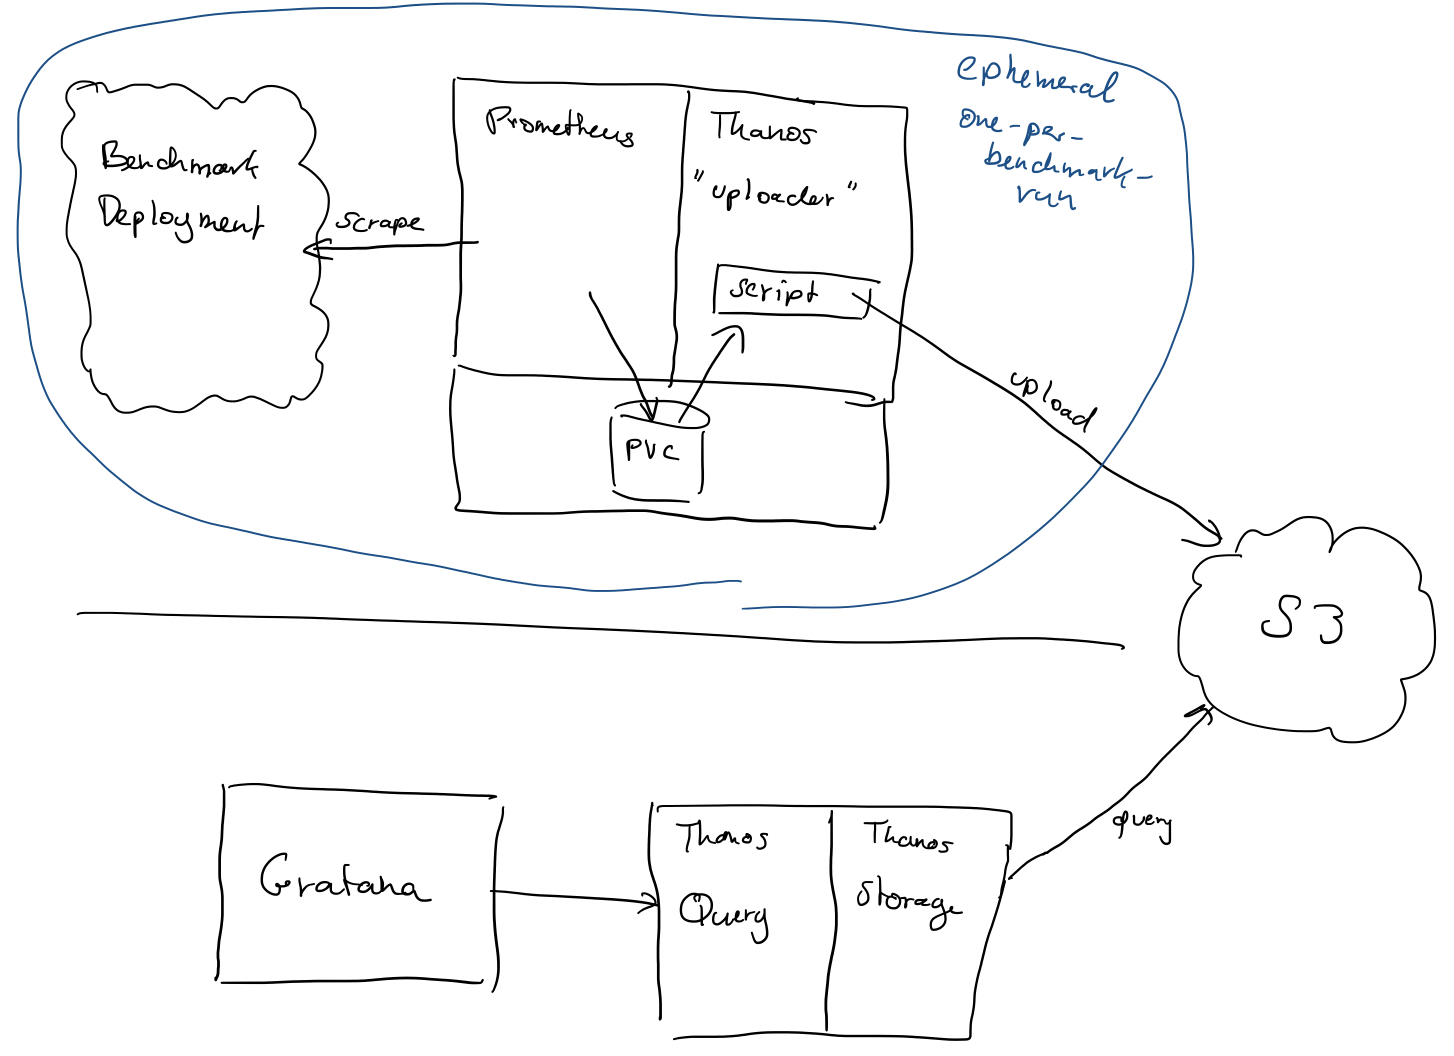 ephemeral
one-per-
benchmark-
run
Benchmark
Deployment
scrape
Prometheus
Thanos
"uploader"
script
PVC
upload
S3
Grafana
Thanos
Query
Thanos
Storage
query